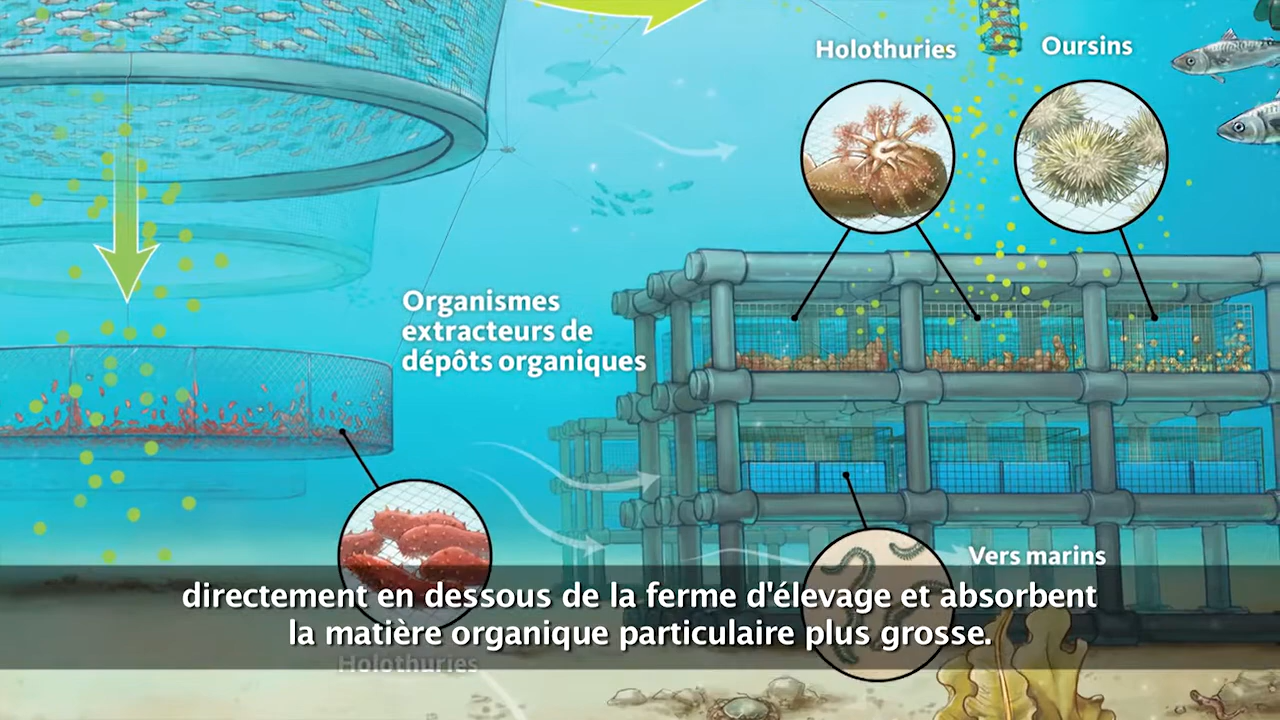 Holothuries
Oursins
Organismes
extracteurs de
dépôts organiques
Vers marins
directement en dessous de la ferme d'élevage et absorbent
la matière organique particulaire plus grosse.
Holothuries